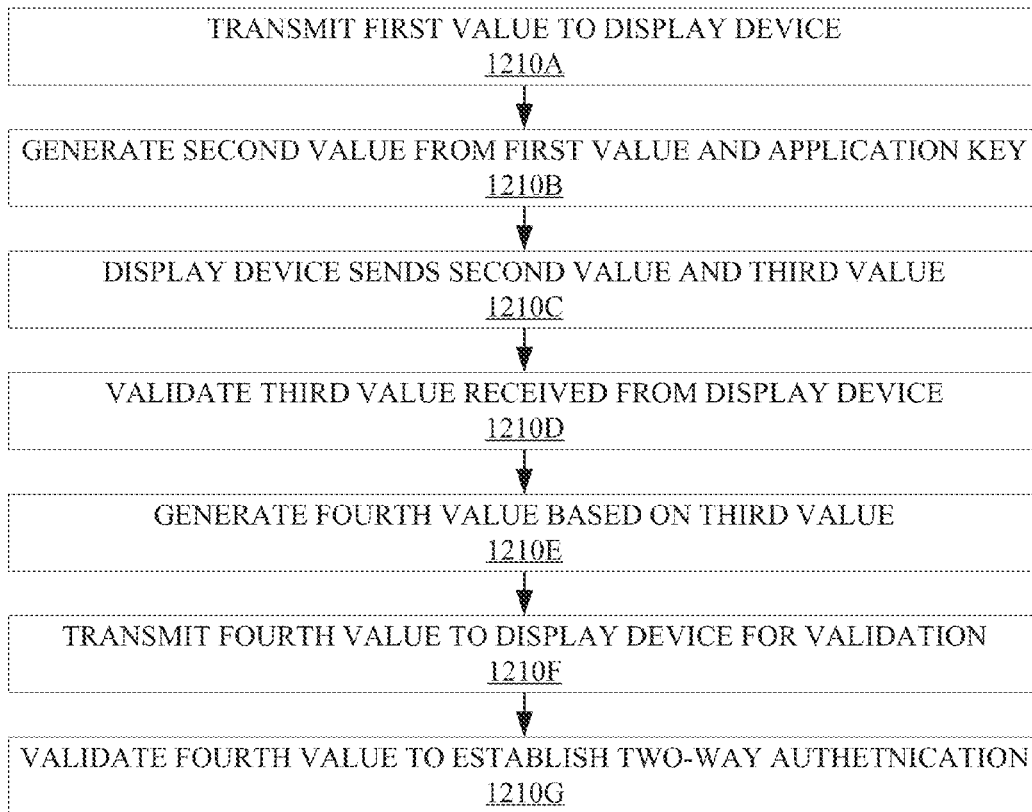 TRANSMIT FIRST VALUE TO DISPLAY DEVICE
1210A
GENERATE SECOND VALUE FROM FIRST VALUE AND APPLICATION KEY
1210B
DISPLAY DEVICE SENDS SECOND VALUE AND THIRD VALUE
1210C
VALIDATE THIRD VALUE RECEIVED FROM DISPLAY DEVICE
1210D
GENERATE FOURTH VALUE BASED ON THIRD VALUE
1210E
TRANSMIT FOURTH VALUE TO DISPLAY DEVICE FOR VALIDATION
1210F
VALIDATE FOURTH VALUE TO ESTABLISH TWO-WAY AUTHETNICATION
1210G